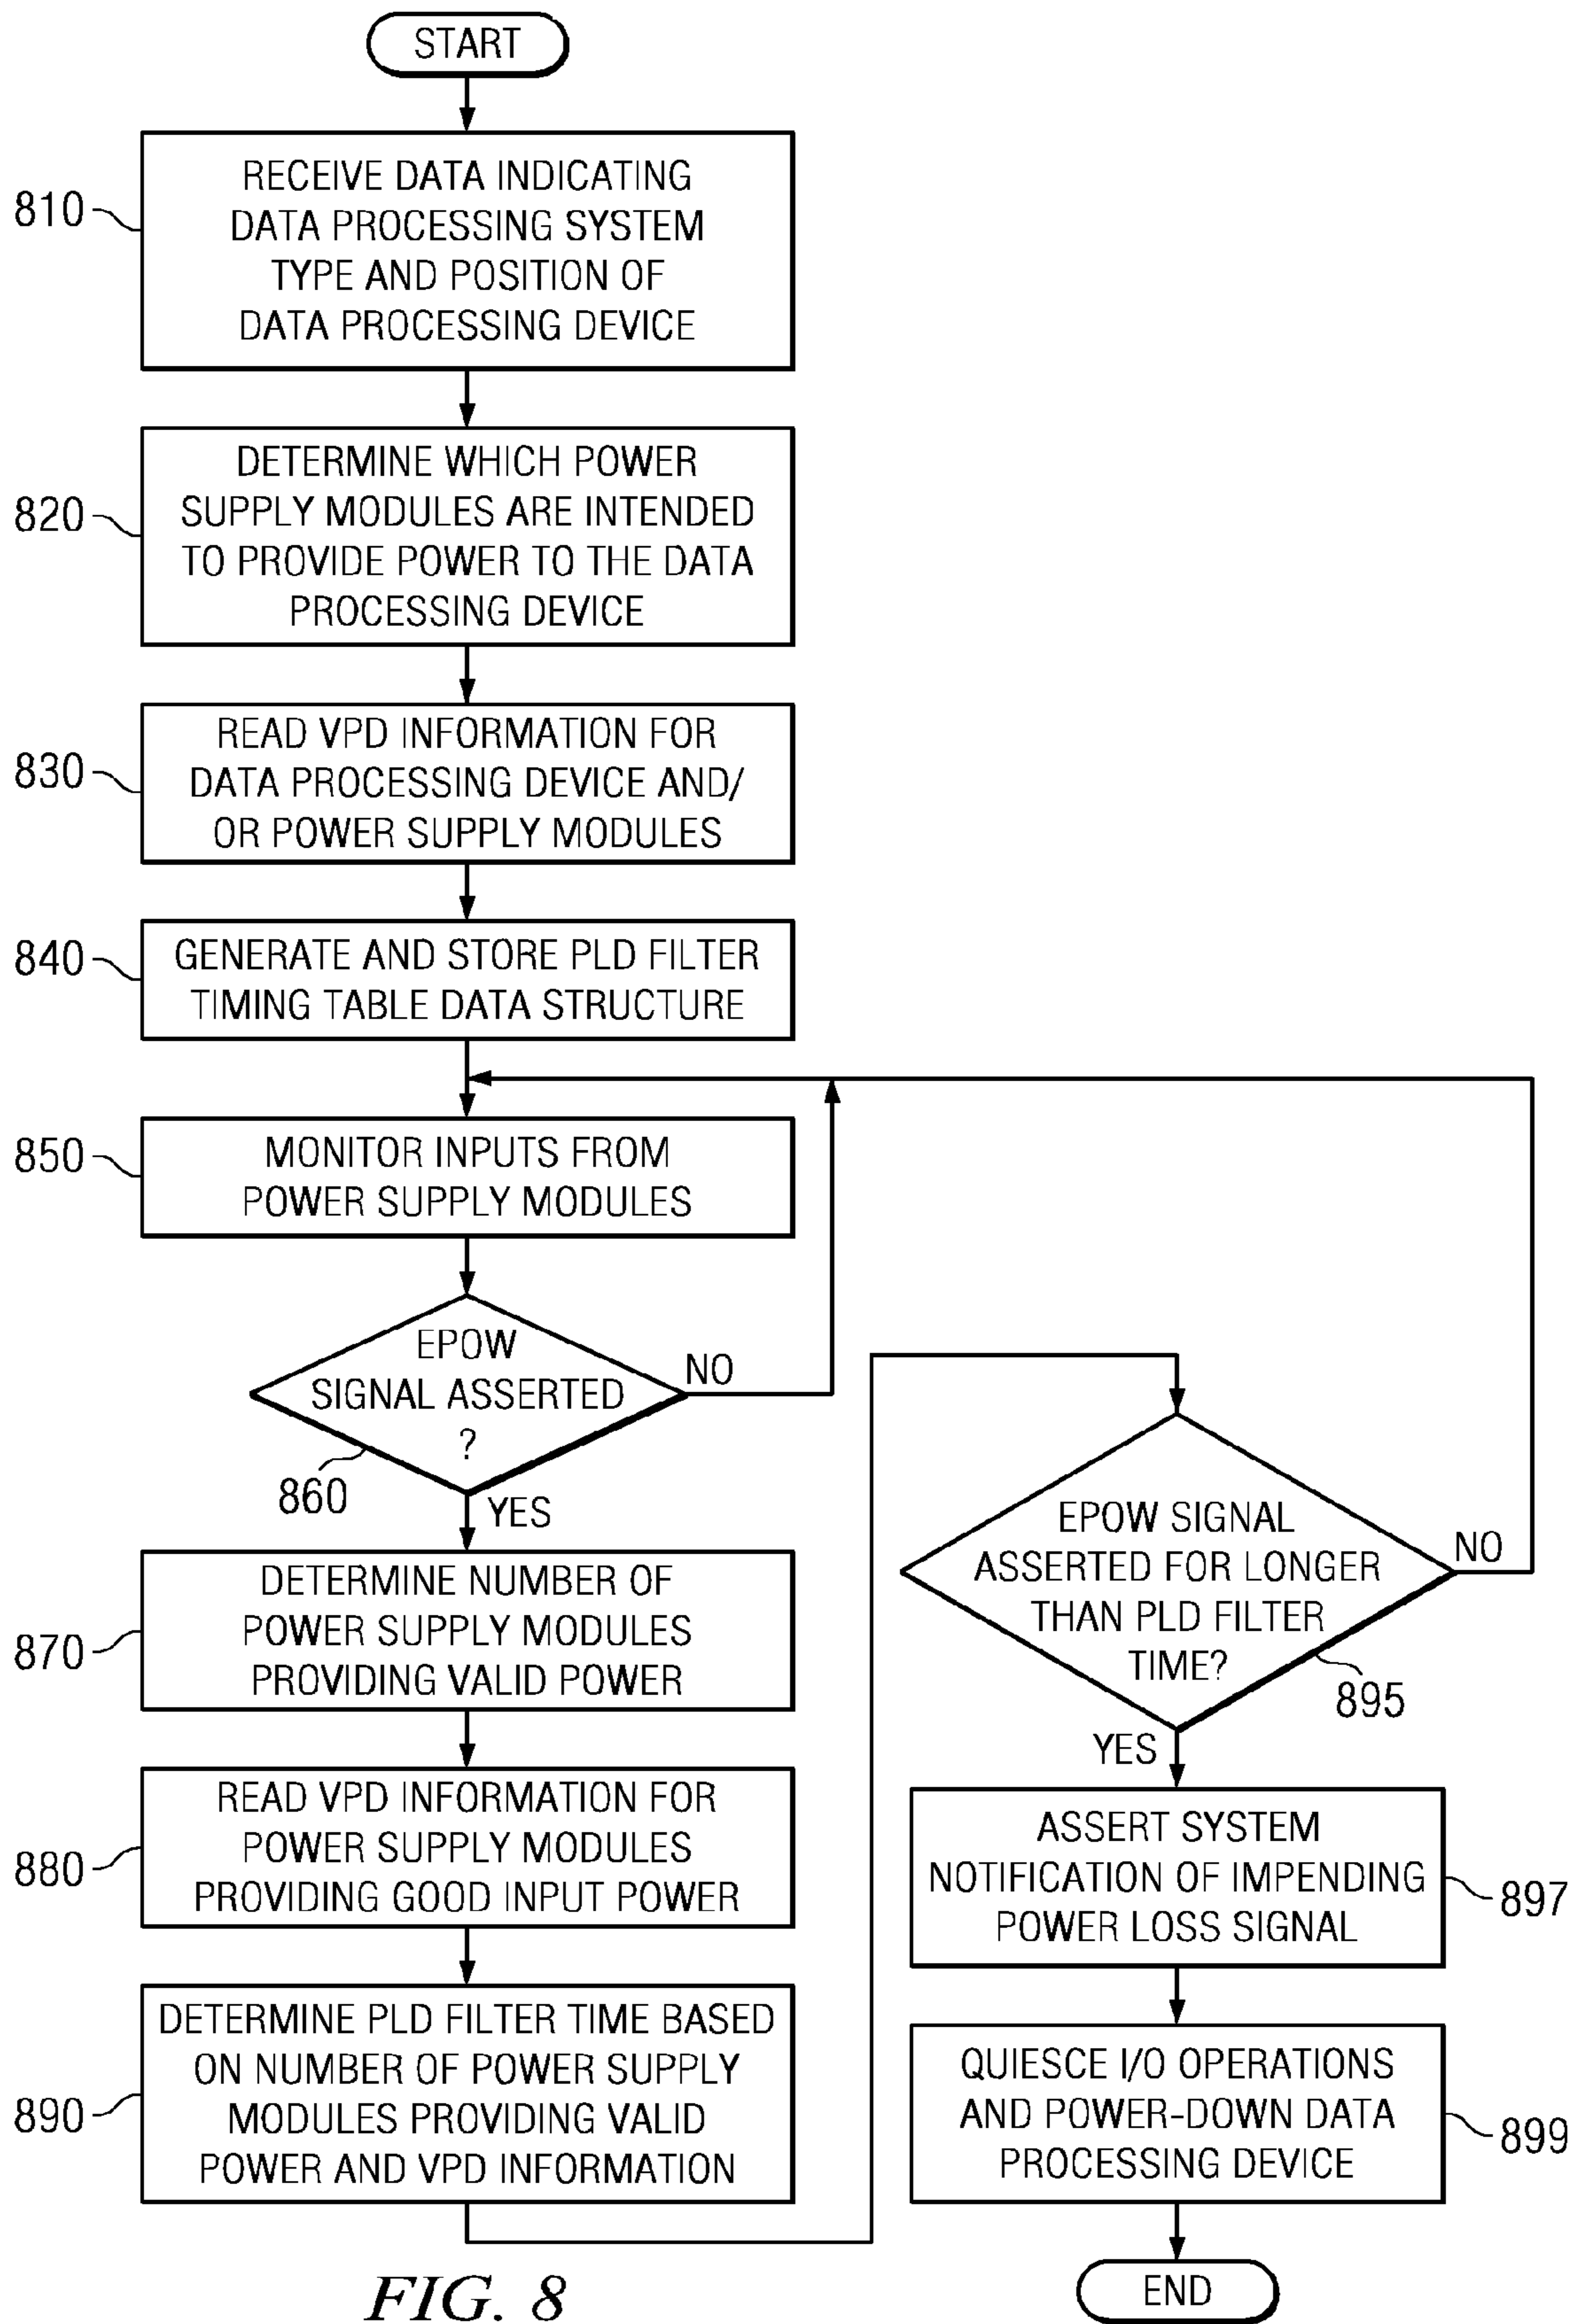 START
810
RECEIVE DATA INDICATING
DATA PROCESSING SYSTEM
TYPE AND POSITION OF
DATA PROCESSING DEVICE
820
DETERMINE WHICH POWER
SUPPLY MODULES ARE INTENDED
TO PROVIDE POWER TO THE DATA
PROCESSING DEVICE
830
READ VPD INFORMATION FOR
DATA PROCESSING DEVICE AND/
OR POWER SUPPLY MODULES
840
GENERATE AND STORE PLD FILTER
TIMING TABLE DATA STRUCTURE
850
MONITOR INPUTS FROM
POWER SUPPLY MODULES
EPOW
SIGNAL ASSERTED
?
NO
860
YES
870
DETERMINE NUMBER OF
POWER SUPPLY MODULES
PROVIDING VALID POWER
880
READ VPD INFORMATION FOR
POWER SUPPLY MODULES
PROVIDING GOOD INPUT POWER
890
DETERMINE PLD FILTER TIME BASED
ON NUMBER OF POWER SUPPLY
MODULES PROVIDING VALID
POWER AND VPD INFORMATION
EPOW SIGNAL
ASSERTED FOR LONGER
THAN PLD FILTER
TIME?
NO
895
YES
ASSERT SYSTEM
NOTIFICATION OF IMPENDING
POWER LOSS SIGNAL
897
QUIESCE I/O OPERATIONS
AND POWER-DOWN DATA
PROCESSING DEVICE
899
END
FIG. 8